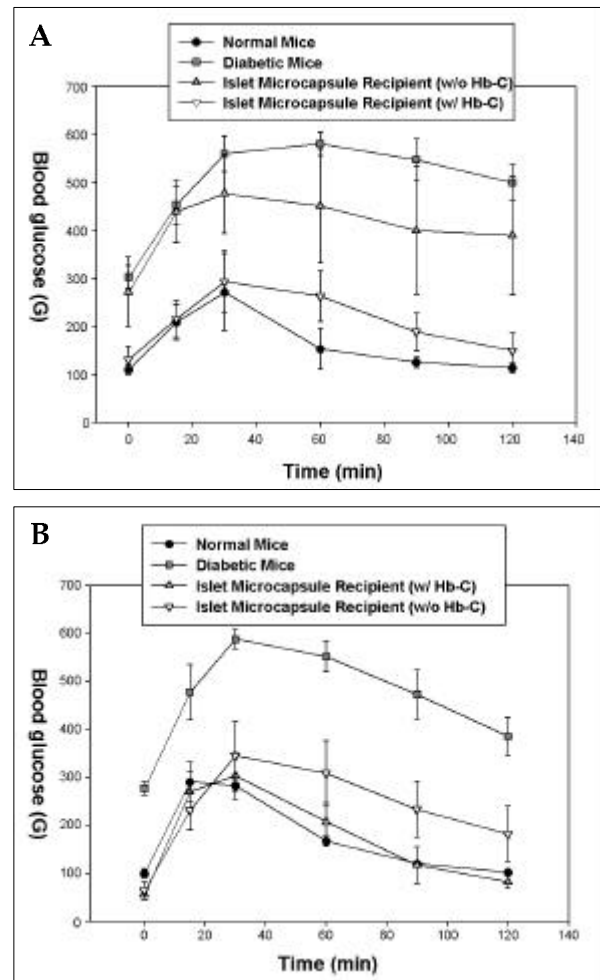 A
Normal Mice
Diabetic Mice
Islet Microcapsule Recipient (w/o Hb-C)
Islet Microcapsule Recipient (w/ Hb-C)
700
600
500
400
300
200
100
0
Blood glucose (G)
0 20 40 60 80 100 120 140
Time (min)
B
Normal Mice
Diabetic Mice
Islet Microcapsule Recipient (w/ Hb-C)
Islet Microcapsule Recipient (w/o Hb-C)
700
600
500
400
300
200
100
0
Blood glucose (G)
0 20 40 60 80 100 120 140
Time (min)